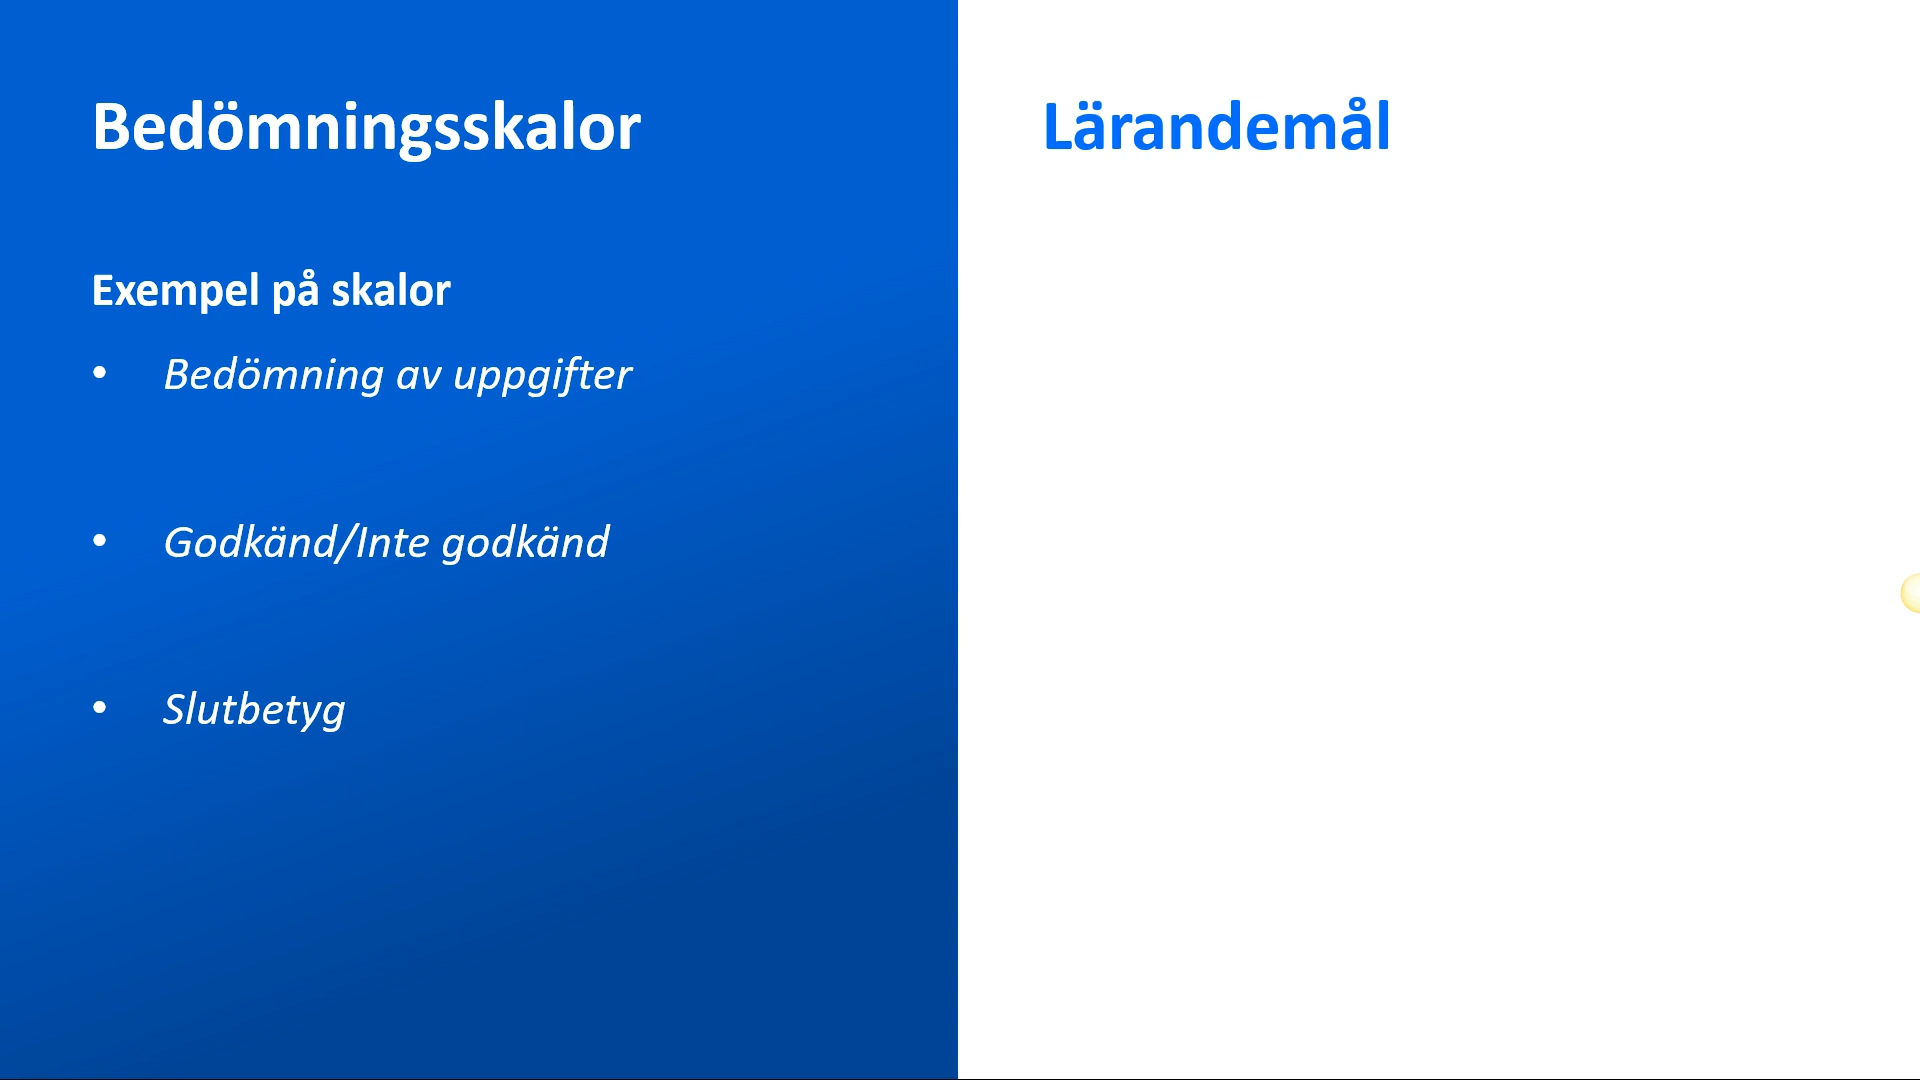 Bedömningsskalor
Exempel på skalor
• Bedömning av uppgifter
• Godkänd/Inte godkänd
• Slutbetyg
Lärandemål